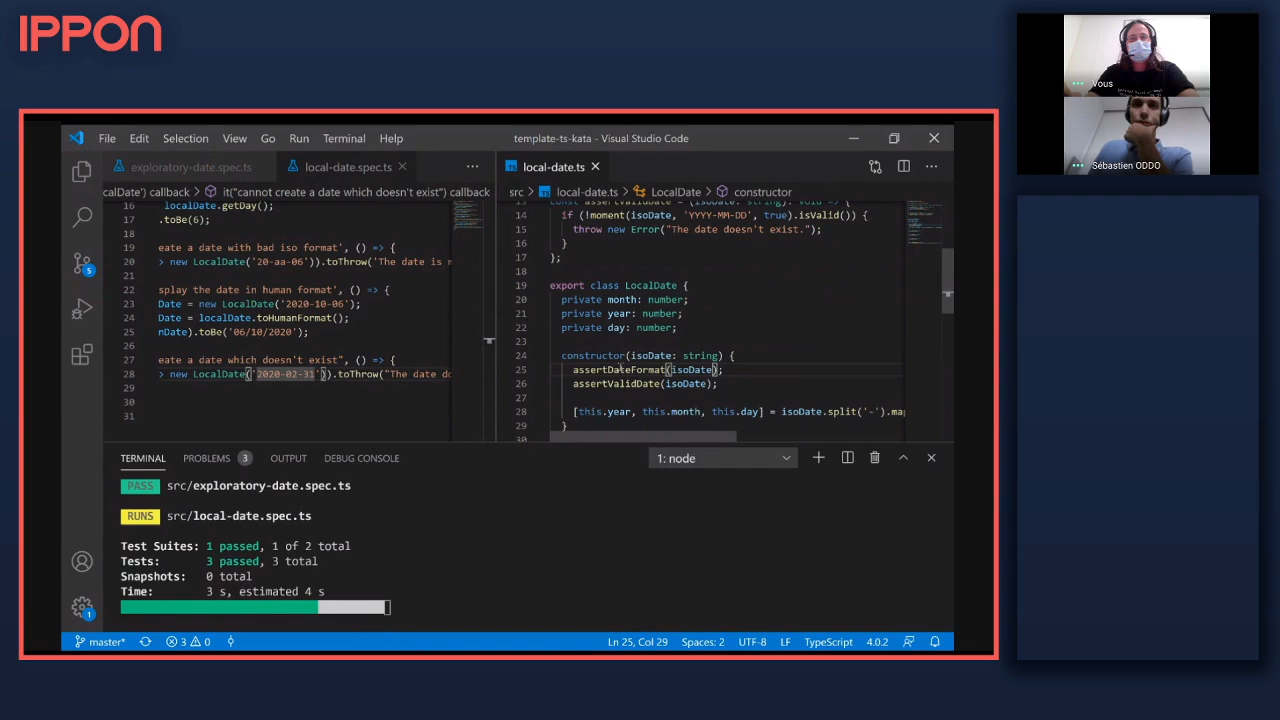 IPPON
File Edit Selection View Go Run Terminal Help
template-ts-kata - Visual Studio Code
exploratory-date.spec.ts
local-date.spec.ts
calDate') callback
it("cannot create a date which doesn't exist") callback
16 localDate.getDay();
17 .toBe(6);
18
19 eate a date with bad iso format', () => {
20 > new LocalDate('20-aa-06')).toThrow('The date is m
21
22 splay the date in human format', () => {
23 Date = new LocalDate('2020-10-06');
24 Date = localDate.toHumanFormat();
25 nDate).toBe('06/10/2020');
26
27 eate a date which doesn't exist", () => {
28 > new LocalDate('2020-02-31')).toThrow("The date do
29
30
31
local-date.ts
src > local-date.ts > LocalDate > constructor
13 const assertValidDate = (isoDate: string): void => {
14 if (!moment(isoDate, 'YYYY-MM-DD', true).isValid()) {
15 throw new Error("The date doesn't exist.");
16 }
17 };
18
19 export class LocalDate {
20 private month: number;
21 private year: number;
22 private day: number;
23
24 constructor(isoDate: string) {
25 assertDateFormat(isoDate);
26 assertValidDate(isoDate);
27
28 [this.year, this.month, this.day] = isoDate.split('-').map
29 }
30
TERMINAL PROBLEMS 3 OUTPUT DEBUG CONSOLE
1: node
PASS src/exploratory-date.spec.ts
RUNS src/local-date.spec.ts
Test Suites: 1 passed, 1 of 2 total
Tests: 3 passed, 3 total
Snapshots: 0 total
Time: 3 s, estimated 4 s
5
1
master*
3 0
Ln 25, Col 29
Spaces: 2
UTF-8
LF
TypeScript
4.0.2
Vous
Sébastien ODDO